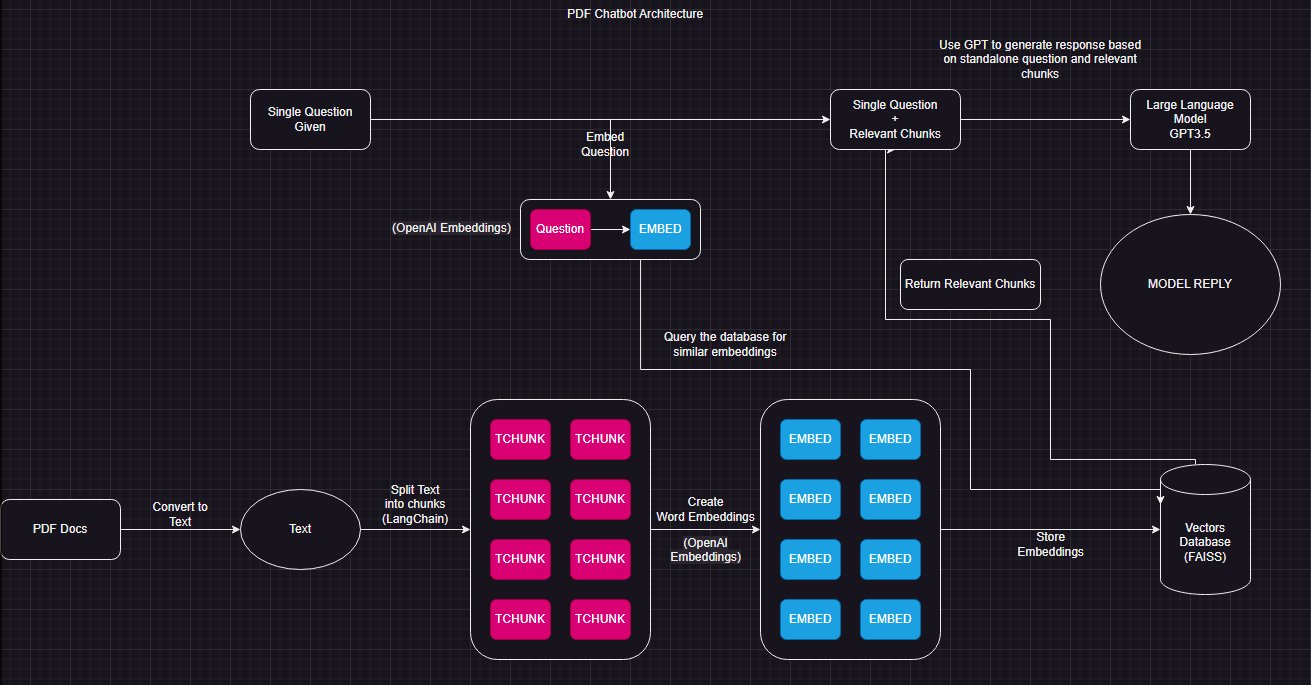 PDF Chatbot Architecture
Use GPT to generate response based
on standalone question and relevant
chunks
Single Question
Given
Single Question
+
Relevant Chunks
Large Language
Model
GPT3.5
Embed
Question
(OpenAI Embeddings)
Question
EMBED
Return Relevant Chunks
MODEL REPLY
Query the database for
similar embeddings
PDF Docs
Convert to
Text
Text
Split Text
into chunks
(LangChain)
TCHUNK
TCHUNK
TCHUNK
TCHUNK
TCHUNK
TCHUNK
TCHUNK
TCHUNK
Create
Word Embeddings
(OpenAI
Embeddings)
EMBED
EMBED
EMBED
EMBED
EMBED
EMBED
EMBED
EMBED
Store
Embeddings
Vectors
Database
(FAISS)